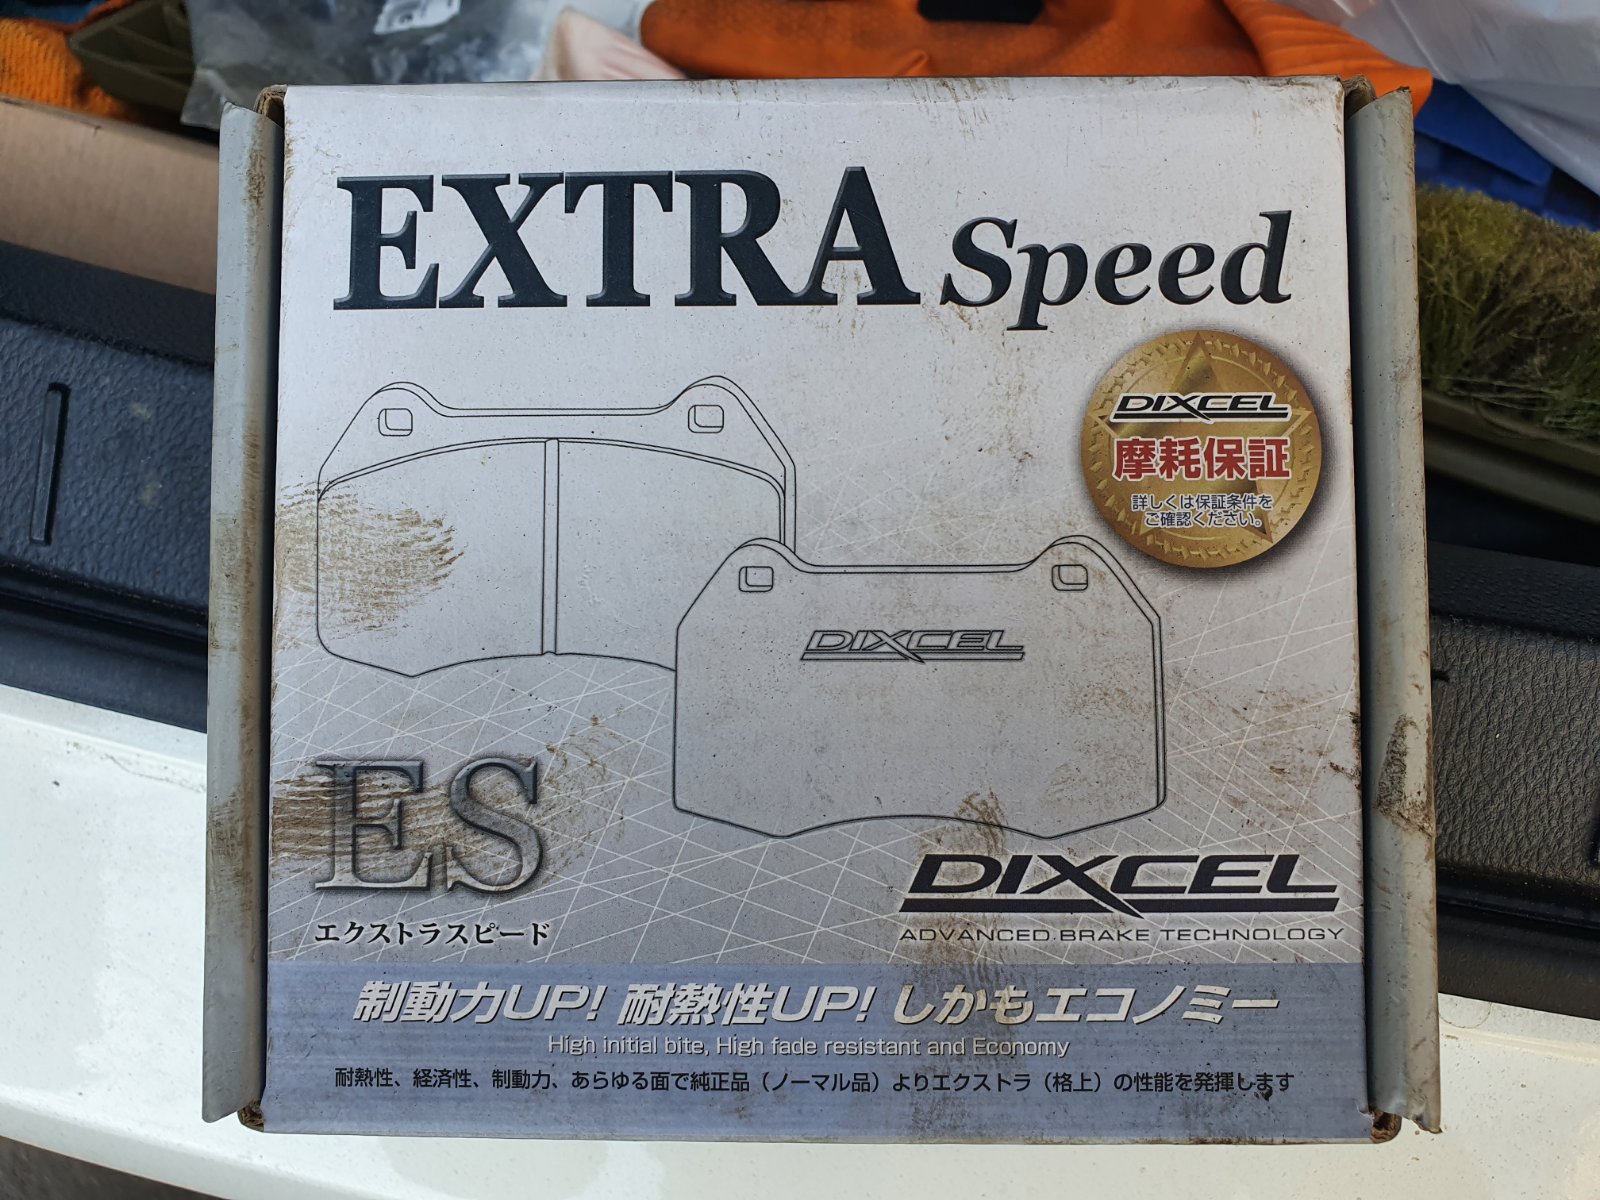 EXTRA Speed
DIXCEL
摩耗保証
詳しくは保証条件を
ご確認ください。
DIXCEL
ES
エクストラスピード
DIXCEL
ADVANCED BRAKE TECHNOLOGY
制動力UP! 耐熱性UP! しかもエコノミー
High initial bite, High fade resistant and Economy
耐熱性、経済性、制動力、あらゆる面で純正品（ノーマル品）よりエクストラ（格上）の性能を発揮します